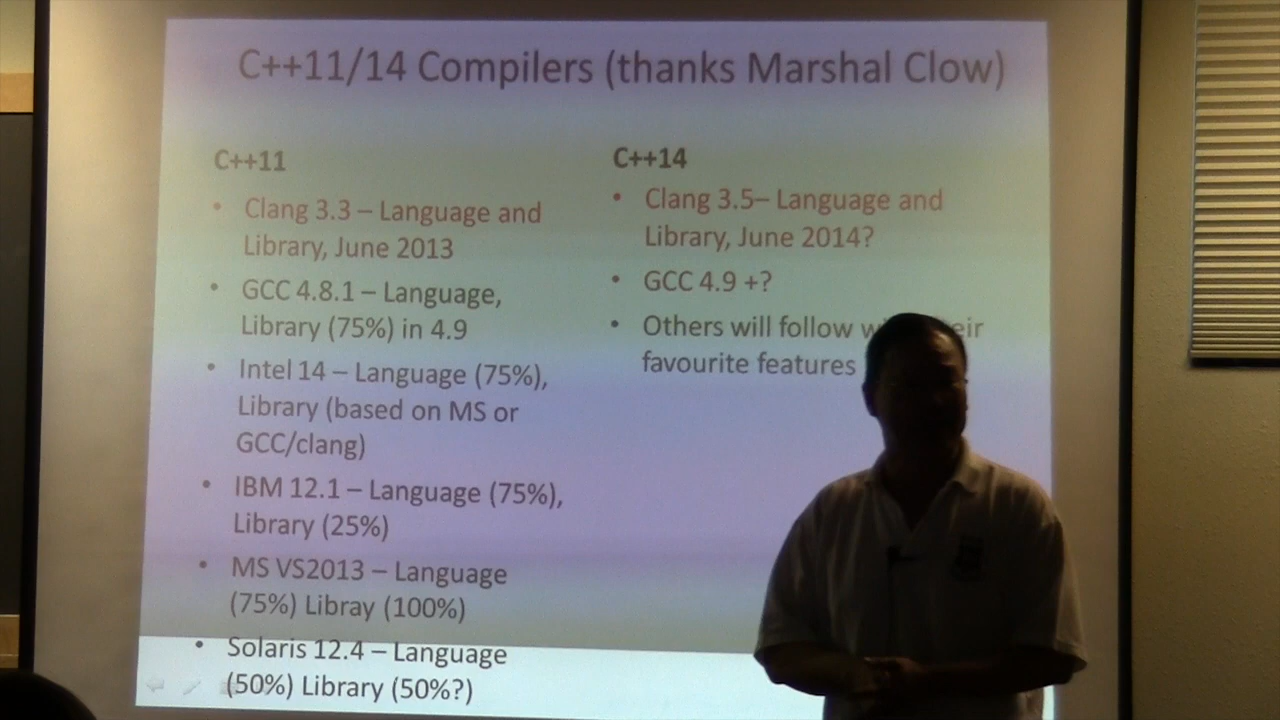 C++11/14 Compilers (thanks Marshal Clow)
C++11
• Clang 3.3 – Language and
Library, June 2013
• GCC 4.8.1 – Language,
Library (75%) in 4.9
• Intel 14 – Language (75%),
Library (based on MS or
GCC/clang)
• IBM 12.1 – Language (75%),
Library (25%)
• MS VS2013 – Language
(75%) Libray (100%)
• Solaris 12.4 – Language
(50%) Library (50%?)
C++14
• Clang 3.5– Language and
Library, June 2014?
• GCC 4.9 +?
• Others will follow
favourite features